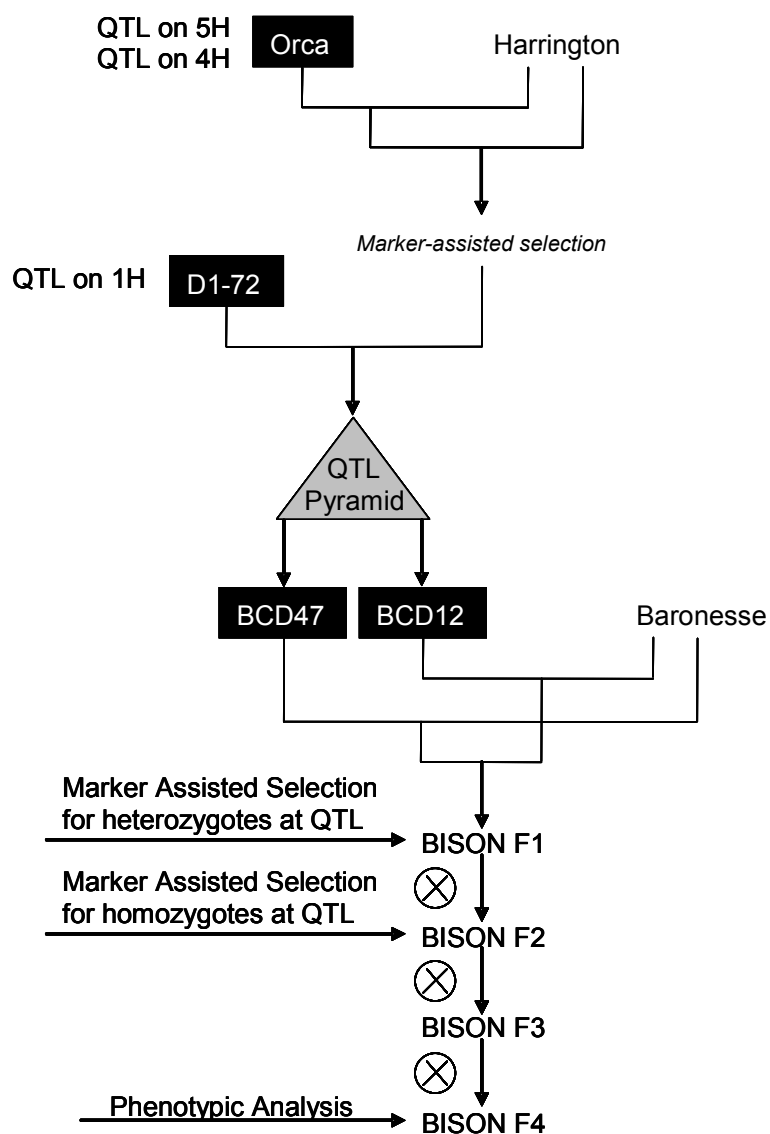 QTL on 5H
QTL on 4H
Orca
Harrington
Marker-assisted selection
QTL on 1H
D1-72
QTL
Pyramid
BCD47
BCD12
Baronesse
Marker Assisted Selection
for heterozygotes at QTL
BISON F1
Marker Assisted Selection
for homozygotes at QTL
BISON F2
BISON F3
Phenotypic Analysis
BISON F4